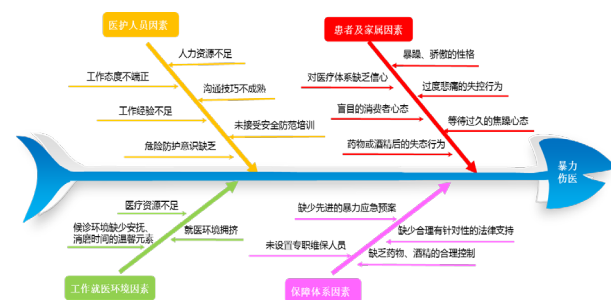 医护人员因素
患者及家属因素
人力资源不足
工作态度不端正
沟通技巧不成熟
工作经验不足
未接受安全防范培训
危险防护意识缺乏
暴躁、骄傲的性格
对医疗体系缺乏信心
过度悲痛的失控行为
盲目的消费者心态
等待过久的焦躁心态
药物或酒精后的失态行为
暴力
伤医
医疗资源不足
候诊环境缺少安抚、
消磨时间的温馨元素
就医环境拥挤
工作就医环境因素
缺少先进的暴力应急预案
缺少合理有针对性的法律支持
未设置专职维保人员
缺乏药物、酒精的合理控制
保障体系因素